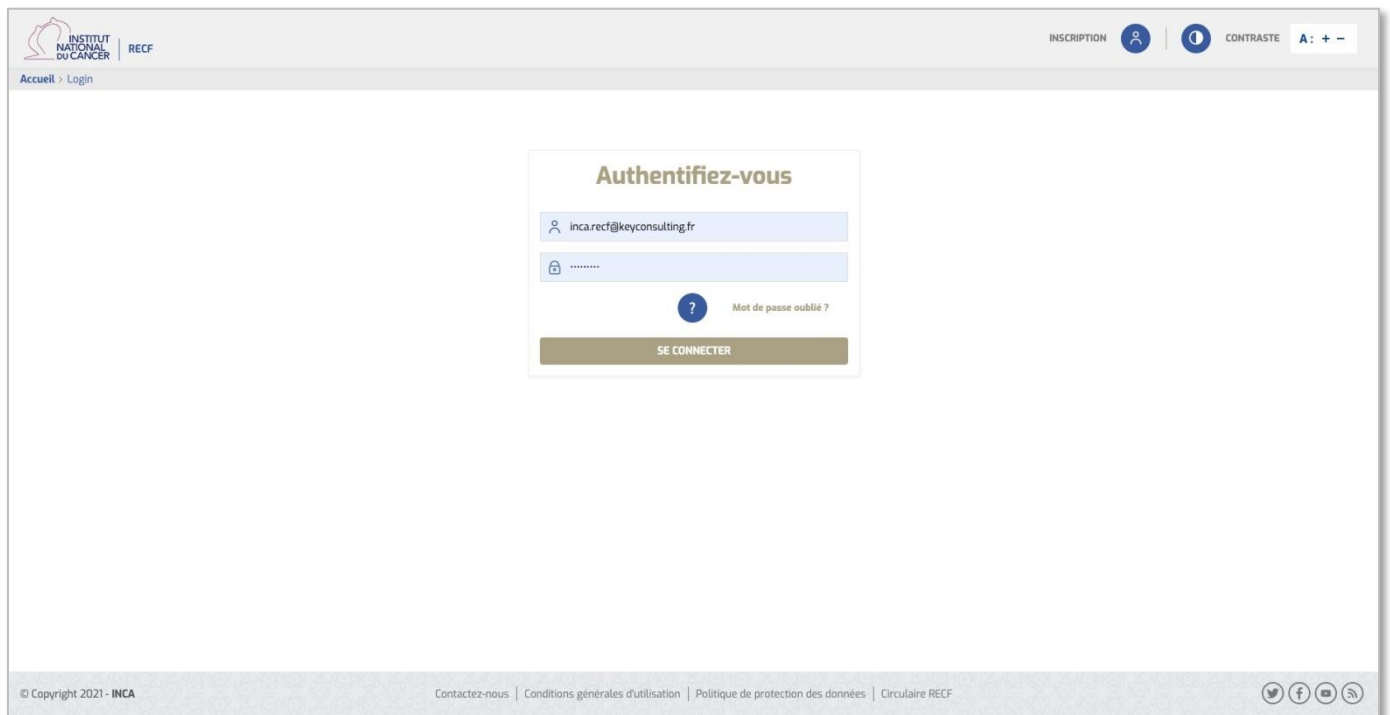 INSTITUT
NATIONAL
DU CANCER
RECF
INSCRIPTION
CONTRASTE
A : + −
Accueil > Login
Authentifiez-vous
inca.recf@keyconsulting.fr
·········
?
Mot de passe oublié ?
SE CONNECTER
© Copyright 2021 - INCA
Contactez-nous | Conditions générales d'utilisation | Politique de protection des données | Circulaire RECF